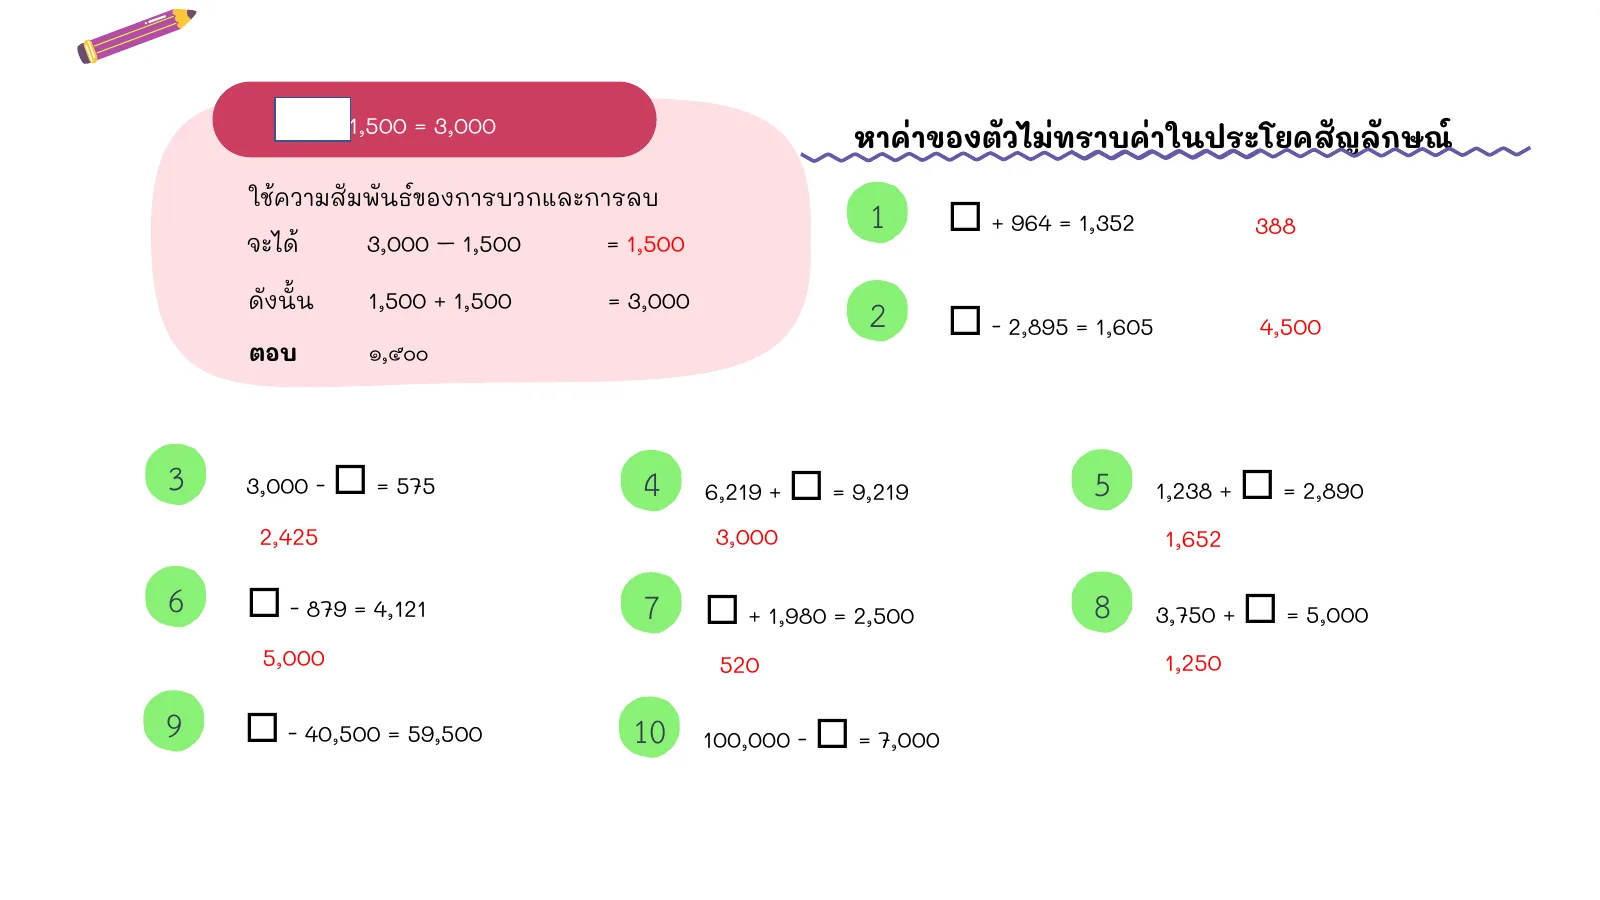 1,500 = 3,000
ใช้ความสัมพันธ์ของการบวกและการลบ
จะได้ 3,000 – 1,500 = 1,500
ดังนั้น 1,500 + 1,500 = 3,000
ตอบ ๑,๕๐๐
หาค่าของตัวไม่ทราบค่าในประโยคสัญลักษณ์
1 □ + 964 = 1,352 388
2 □ - 2,895 = 1,605 4,500
3 3,000 - □ = 575
2,425
4 6,219 + □ = 9,219
3,000
5 1,238 + □ = 2,890
1,652
6 □ - 879 = 4,121
5,000
7 □ + 1,980 = 2,500
520
8 3,750 + □ = 5,000
1,250
9 □ - 40,500 = 59,500
10 100,000 - □ = 7,000